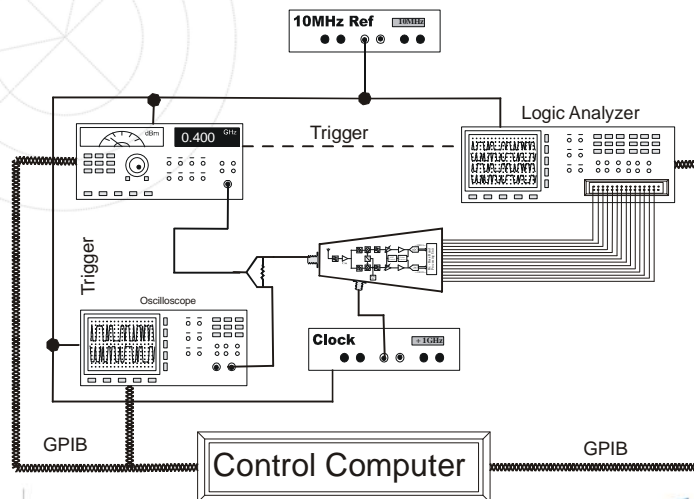 10MHz Ref
10MHz
dBm
0.400
GHz
Trigger
Logic Analyzer
Trigger
Oscilloscope
Clock
+1GHz
GPIB
Control Computer
GPIB